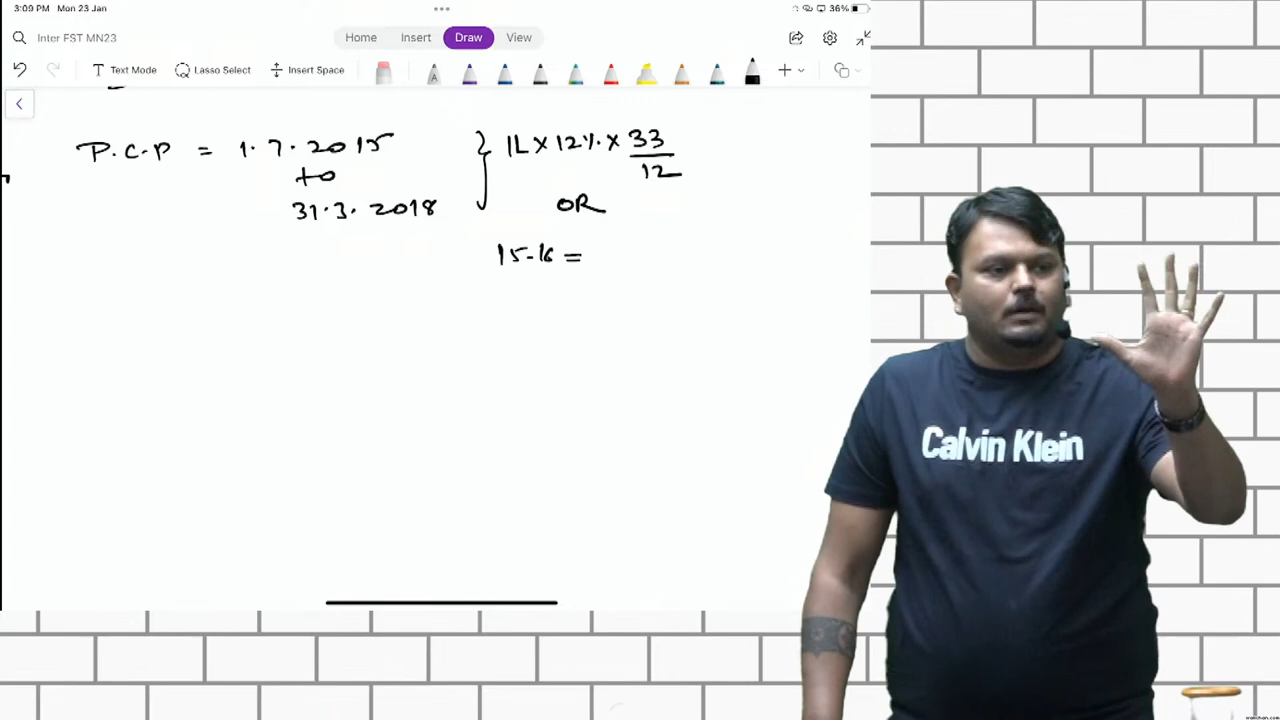 3:09 PM Mon 23 Jan
36%
Inter FST MN23
Home Insert Draw View
Text Mode Lasso Select Insert Space
P.C.P = 1.7.2015 to 31.3.2018
1L x 12% x 33/12
OR
15-16 =
Calvin Klein